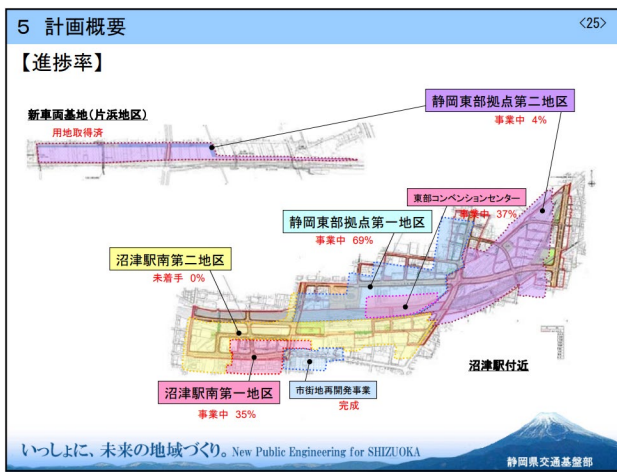 5 計画概要
<25>
【進捗率】
静岡東部拠点第二地区
事業中 4%
新車両基地(片浜地区)
用地取得済
東部コンベンションセンター
事業中 37%
静岡東部拠点第一地区
事業中 69%
沼津駅南第二地区
未着手 0%
沼津駅付近
沼津駅南第一地区
事業中 35%
市街地再開発事業
完成
いっしょに、未来の地域づくり。 New Public Engineering for SHIZUOKA
静岡県交通基盤部